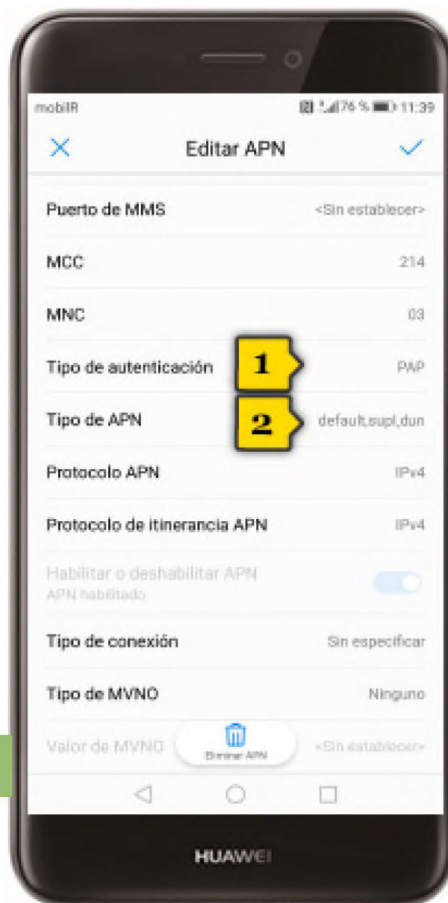 mobilR 76 % 11:39
Editar APN
Puerto de MMS <Sin establecer>
MCC 214
MNC 03
Tipo de autenticación 1 PAP
Tipo de APN 2 default,supl,dun
Protocolo APN IPv4
Protocolo de itinerancia APN IPv4
Habilitar o deshabilitar APN
APN habilitado
Tipo de conexión Sin especificar
Tipo de MVNO Ninguno
Valor de MVNO <Sin establecer>
Eliminar APN
HUAWEI